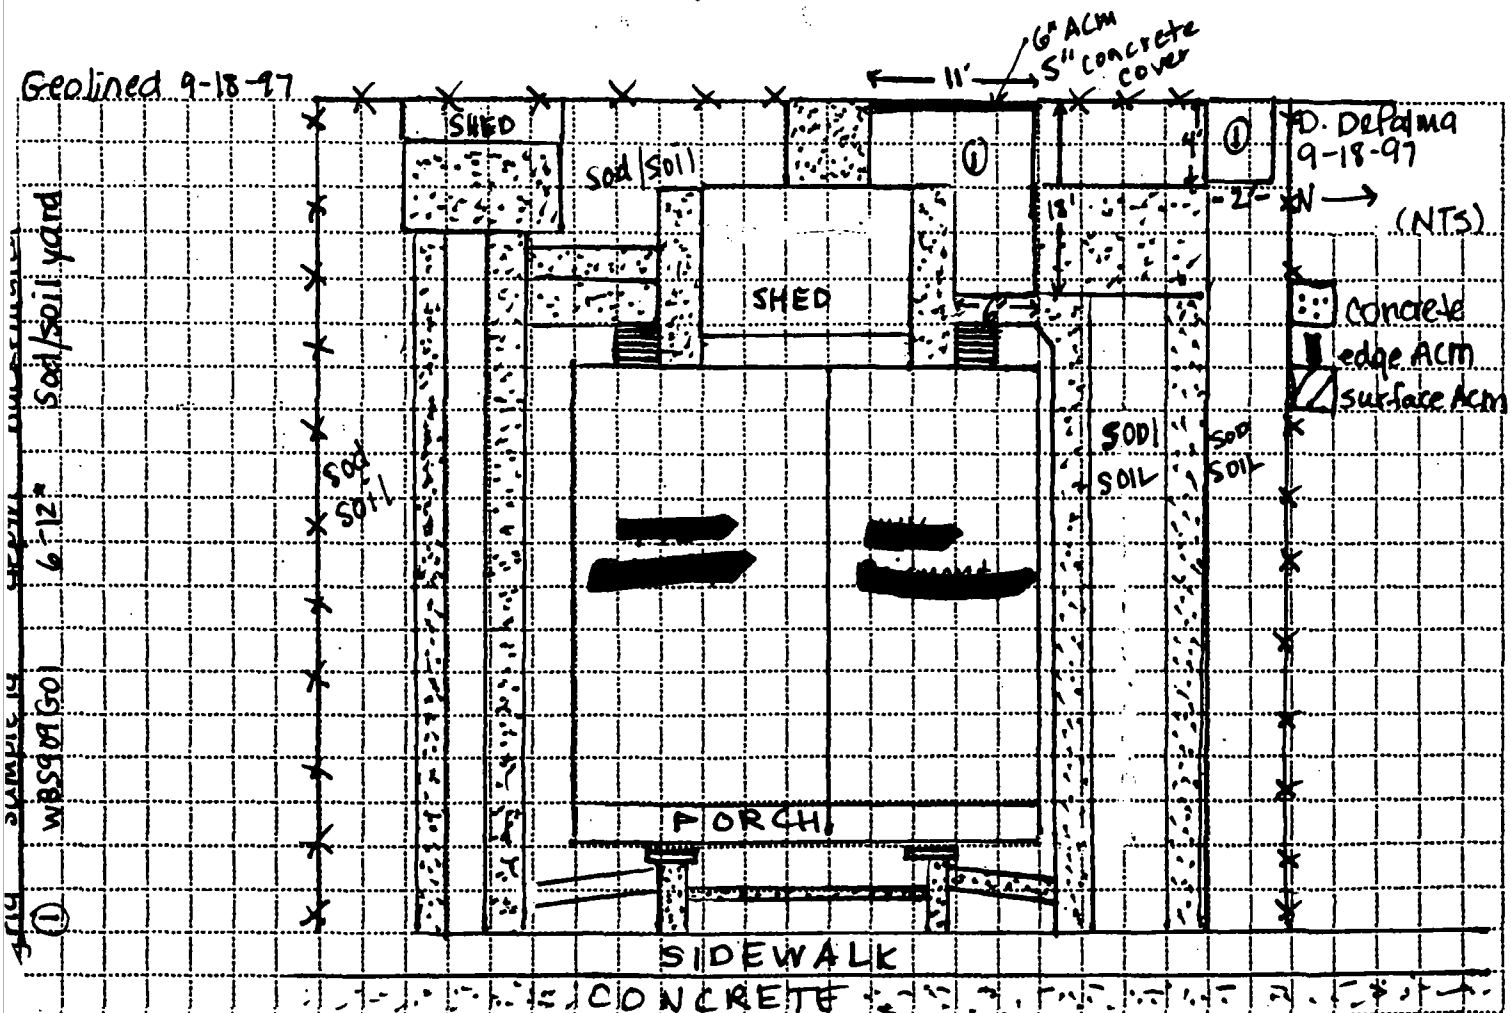 6" ACM
5" concrete
cover
11'
Geolined 9-18-97
SHED
Sod/Soil
①
4'
①
D. DePalma
9-18-97
2'
N
(NTS)
18'
SHED
6'
concrete
edge ACM
surface ACM
Sod
SOIL
SOD/
SOIL
SOD
SOIL
PORCH
SIDEWALK
CONCRETE
① WBS909G01 6-12" Sod/soil yard